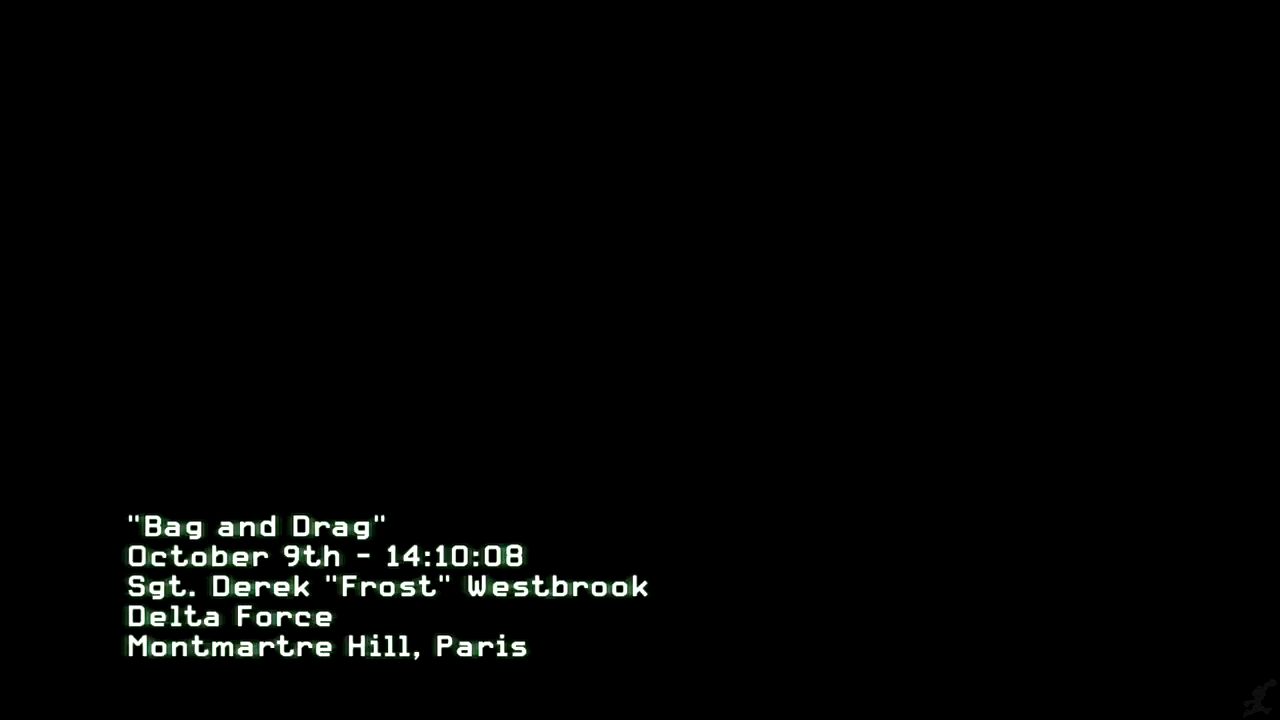 "Bag and Drag"
October 9th - 14:10:08
Sgt. Derek "Frost" Westbrook
Delta Force
Montmartre Hill, Paris